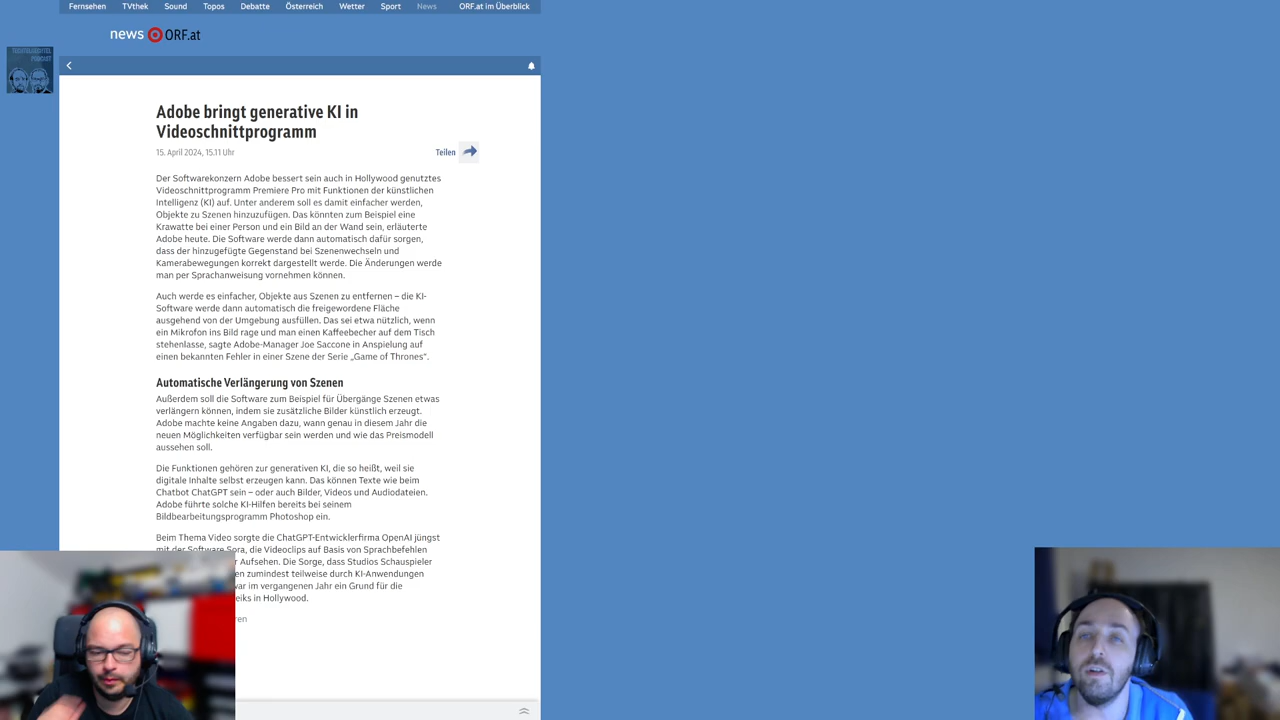 Fernsehen TVthek Sound Topos Debatte Österreich Wetter Sport News ORF.at im Überblick
news ORF.at
PODCAST
Adobe bringt generative KI in
Videoschnittprogramm
15. April 2024, 15.11 Uhr
Teilen
Der Softwarekonzern Adobe bessert sein auch in Hollywood genutztes
Videoschnittprogramm Premiere Pro mit Funktionen der künstlichen
Intelligenz (KI) auf. Unter anderem soll es damit einfacher werden,
Objekte zu Szenen hinzuzufügen. Das könnten zum Beispiel eine
Krawatte bei einer Person und ein Bild an der Wand sein, erläuterte
Adobe heute. Die Software werde dann automatisch dafür sorgen,
dass der hinzugefügte Gegenstand bei Szenenwechseln und
Kamerabewegungen korrekt dargestellt werde. Die Änderungen werde
man per Sprachanweisung vornehmen können.
Auch werde es einfacher, Objekte aus Szenen zu entfernen – die KI-
Software werde dann automatisch die freigewordene Fläche
ausgehend von der Umgebung ausfüllen. Das sei etwa nützlich, wenn
ein Mikrofon ins Bild rage und man einen Kaffeebecher auf dem Tisch
stehenlasse, sagte Adobe-Manager Joe Saccone in Anspielung auf
einen bekannten Fehler in einer Szene der Serie „Game of Thrones“.
Automatische Verlängerung von Szenen
Außerdem soll die Software zum Beispiel für Übergänge Szenen etwas
verlängern können, indem sie zusätzliche Bilder künstlich erzeugt.
Adobe machte keine Angaben dazu, wann genau in diesem Jahr die
neuen Möglichkeiten verfügbar sein werden und wie das Preismodell
aussehen soll.
Die Funktionen gehören zur generativen KI, die so heißt, weil sie
digitale Inhalte selbst erzeugen kann. Das können Texte wie beim
Chatbot ChatGPT sein – oder auch Bilder, Videos und Audiodateien.
Adobe führte solche KI-Hilfen bereits bei seinem
Bildbearbeitungsprogramm Photoshop ein.
Beim Thema Video sorgte die ChatGPT-Entwicklerfirma OpenAI jüngst
mit der Software Sora, die Videoclips auf Basis von Sprachbefehlen
Aufsehen. Die Sorge, dass Studios Schauspieler
zumindest teilweise durch KI-Anwendungen
im vergangenen Jahr ein Grund für die
in Hollywood.